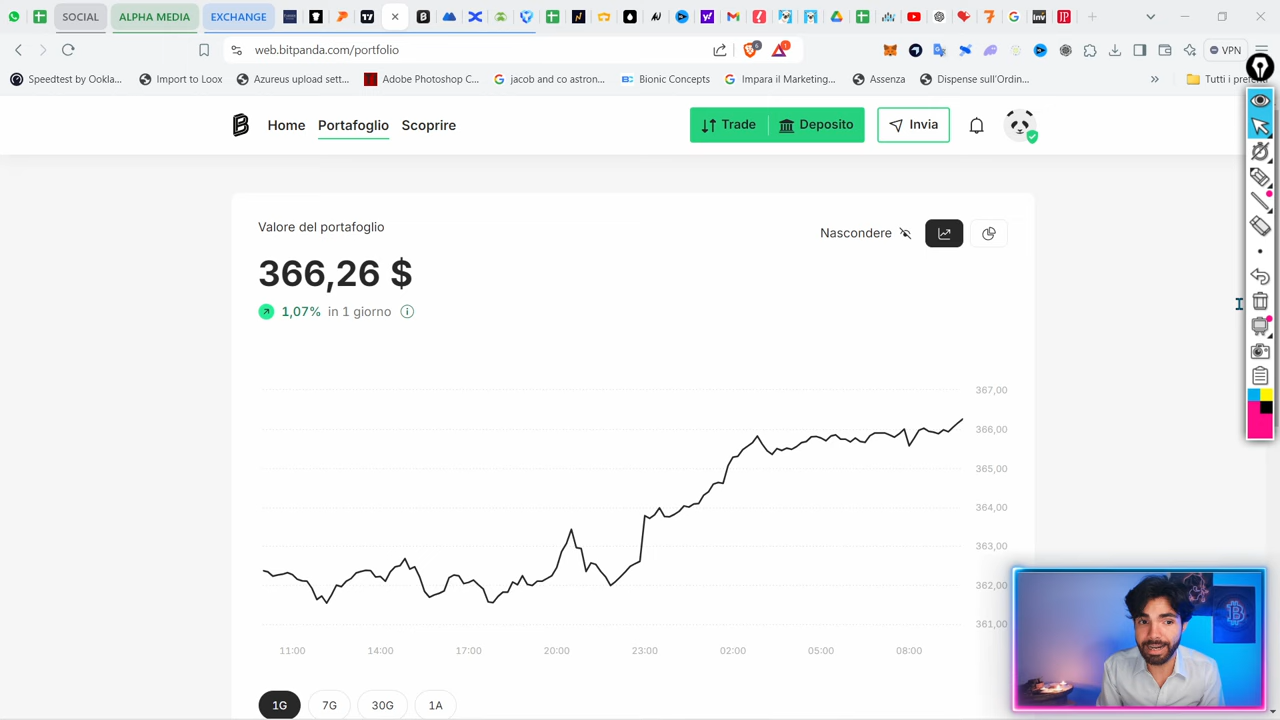 SOCIAL ALPHA MEDIA EXCHANGE
web.bitpanda.com/portfolio
VPN
Speedtest by Ookla... Import to Loox Azureus upload sett... Adobe Photoshop C... jacob and co astron... Bionic Concepts Impara il Marketing... Assenza Dispense sull'Ordin... » Tutti i prefe
Home Portafoglio Scoprire Trade Deposito Invia
Valore del portafoglio
Nascondere
366,26 $
1,07% in 1 giorno
367,00
366,00
365,00
364,00
363,00
362,00
361,00
11:00 14:00 17:00 20:00 23:00 02:00 05:00 08:00
1G 7G 30G 1A